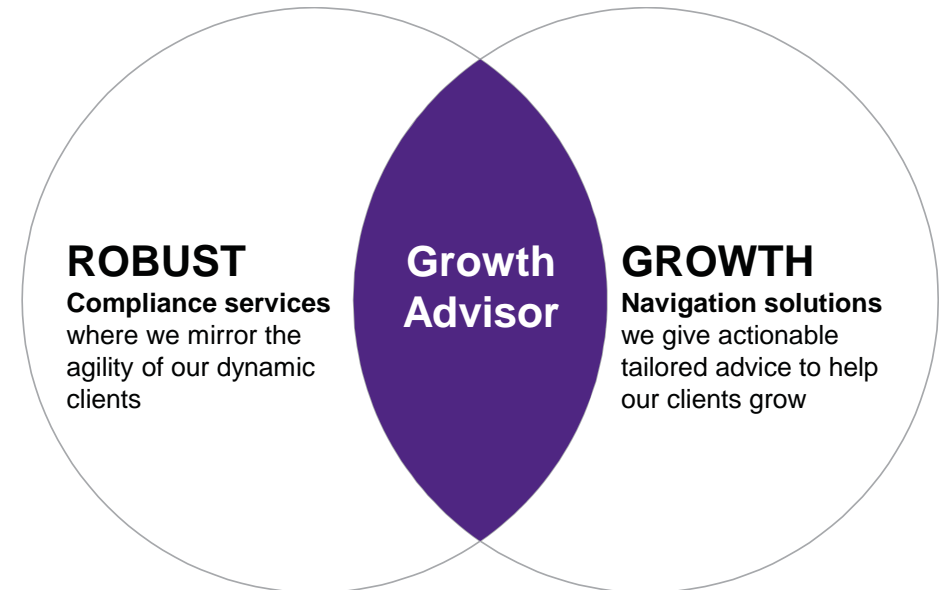 ROBUST
Compliance services
where we mirror the
agility of our dynamic
clients
Growth
Advisor
GROWTH
Navigation solutions
we give actionable
tailored advice to help
our clients grow